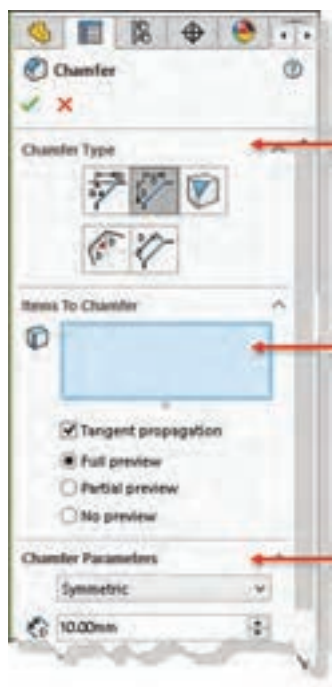 Chamfer
Chamfer Type
Items To Chamfer
Tangent propagation
Full preview
Partial preview
No preview
Chamfer Parameters
Symmetric
10.00mm